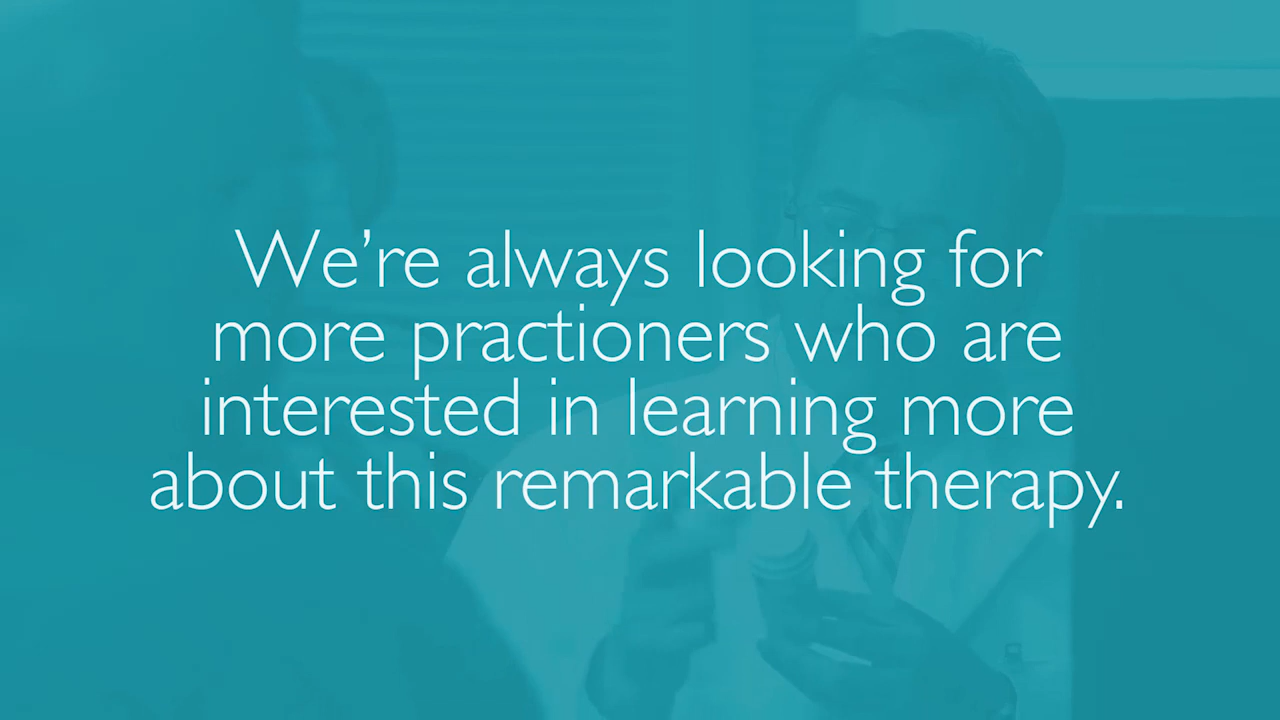 We’re always looking for
more practioners who are
interested in learning more
about this remarkable therapy.